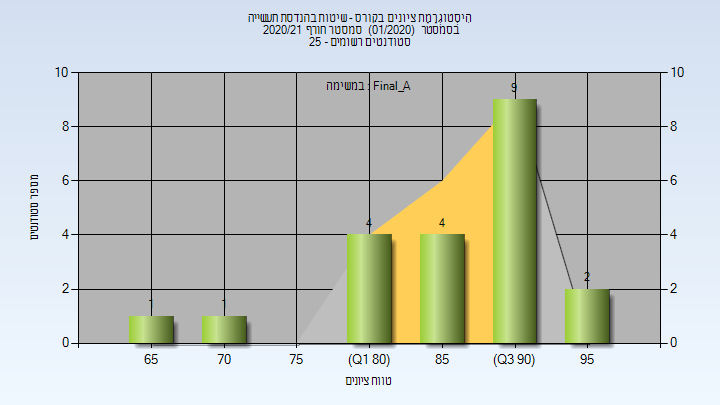 היסטוגרמת ציונים בקורס - שיטות בהנדסת תעשייה
בסמסטר (01/2020) סמסטר חורף 2020/21
סטודנטים רשומים - 25
במשימה : Final_A
10 10
8 8
6 6
4 4
2 2
0 0
1 1 4 4 9 2
65 70 75 (Q1 80) 85 (Q3 90) 95
מספר סטודנטים
טווח ציונים